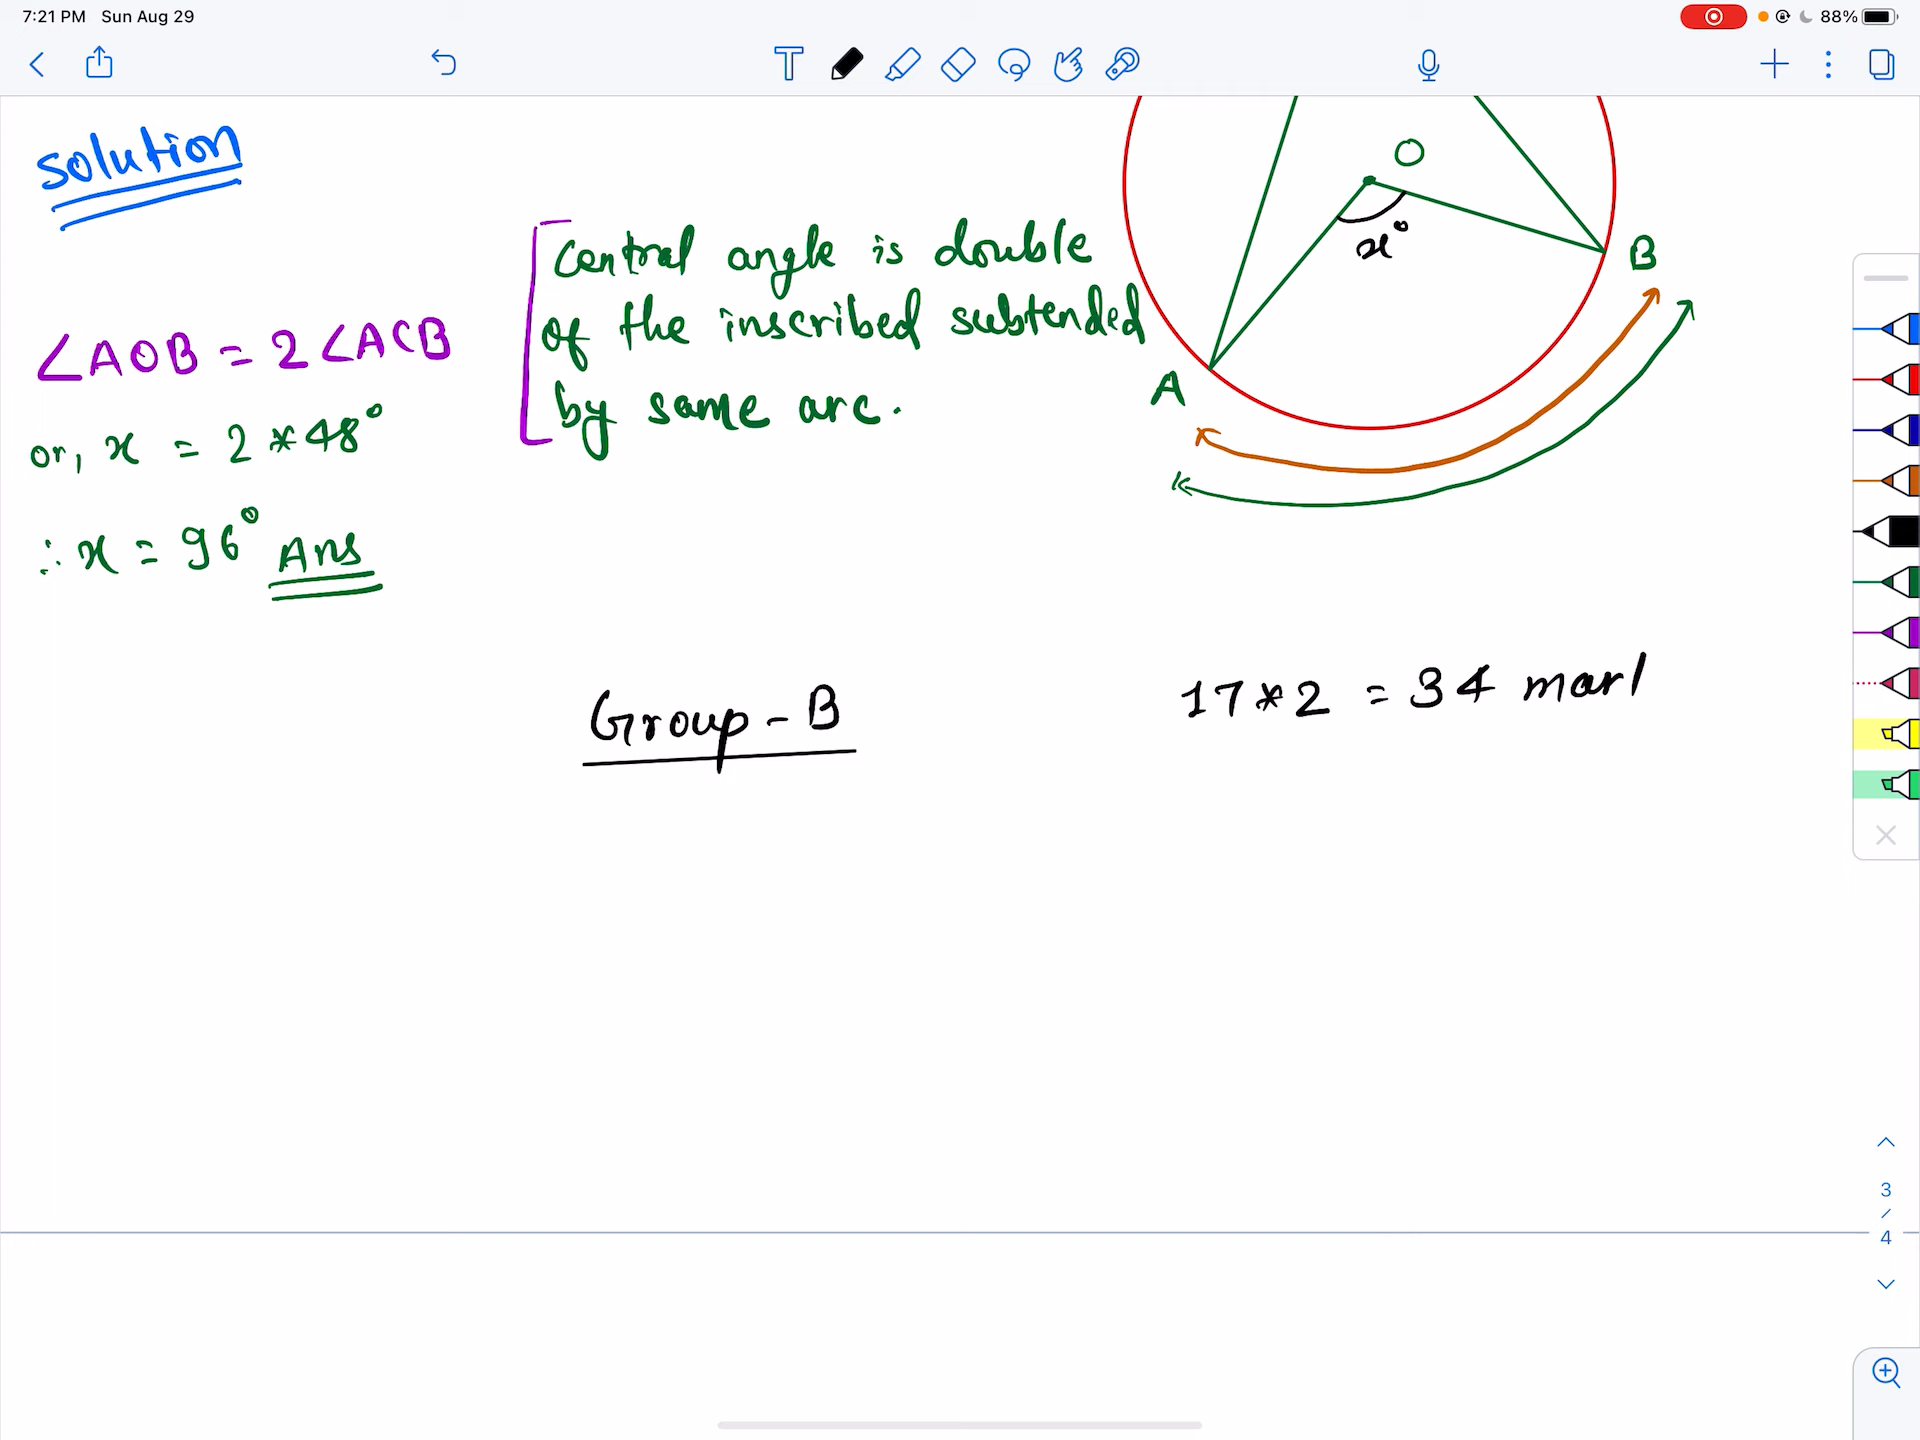 7:21 PM Sun Aug 29
88%
solution
O
x°
B
A
Central angle is double
of the inscribed subtended
by same arc.
∠AOB = 2 ∠ACB
or, x = 2 * 48°
∴ x = 96° Ans
Group - B
17 * 2 = 34 mar
3
/
4